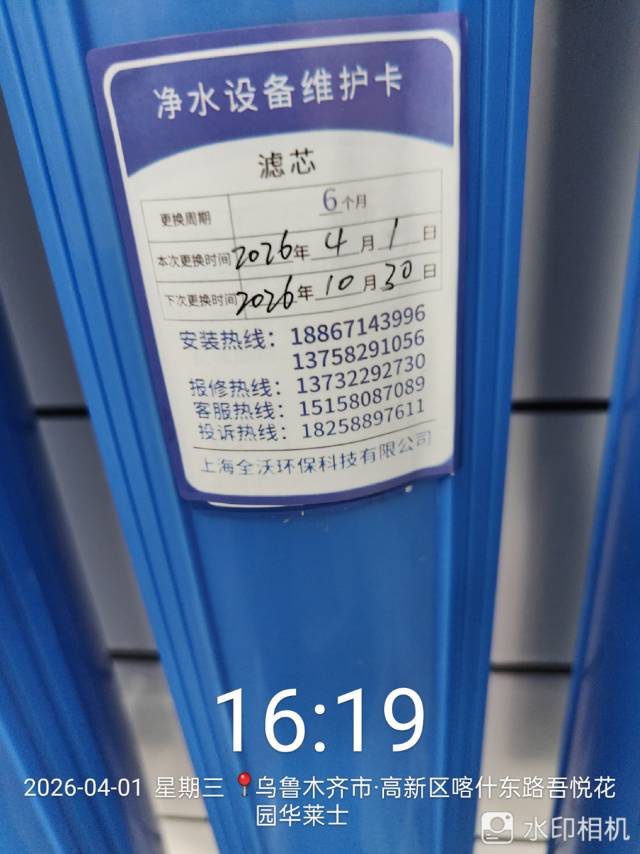 净水设备维护卡
滤芯
更换周期 6个月
本次更换时间 2026年 4 月 1 日
下次更换时间 2026年 10 月 30 日
安装热线：18867143996
13758291056
报修热线：13732292730
客服热线：15158087089
投诉热线：18258897611
上海全沃环保科技有限公司
16:19
2026-04-01 星期三 📍乌鲁木齐市·高新区喀什东路吾悦花
园华莱士
水印相机